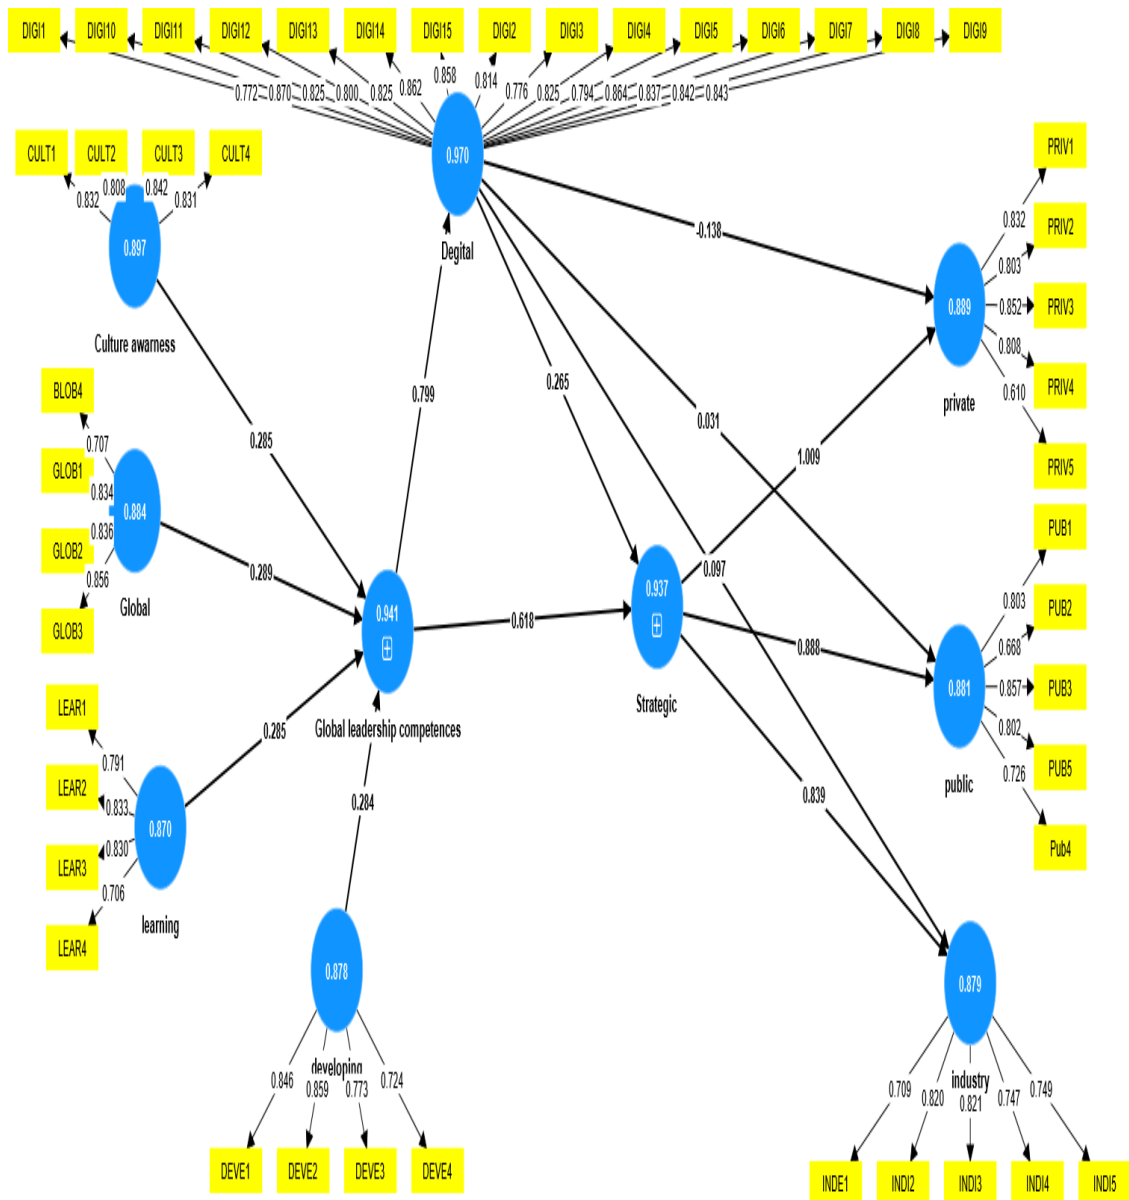 DIGI1 DIGI10 DIGI11 DIGI12 DIGI13 DIGI14 DIGI15 DIGI2 DIGI3 DIGI4 DIGI5 DIGI6 DIGI7 DIGI8 DIGI9
0.772 0.870 0.825 0.800 0.825 0.862 0.858 0.814 0.776 0.825 0.794 0.864 0.837 0.842 0.843
0.970
Degital
CULT1 CULT2 CULT3 CULT4
0.832 0.808 0.842 0.831
0.897
Culture awarness
BLOB4
GLOB1
GLOB2
GLOB3
0.707
0.834
0.836
0.856
0.884
Global
LEAR1
LEAR2
LEAR3
LEAR4
0.791
0.833
0.830
0.706
0.870
learning
0.285
0.289
0.285
0.284
0.799
0.941
Global leadership competences
0.618
0.265
0.937
Strategic
-0.138
0.031
0.097
1.009
0.888
0.839
0.878
developing
0.846 0.859 0.773 0.724
DEVE1 DEVE2 DEVE3 DEVE4
0.889
private
0.832
0.803
0.852
0.808
0.610
PRIV1
PRIV2
PRIV3
PRIV4
PRIV5
0.881
public
0.803
0.668
0.857
0.802
0.726
PUB1
PUB2
PUB3
PUB5
Pub4
0.879
industry
0.709 0.820 0.821 0.747 0.749
INDE1 INDI2 INDI3 INDI4 INDI5